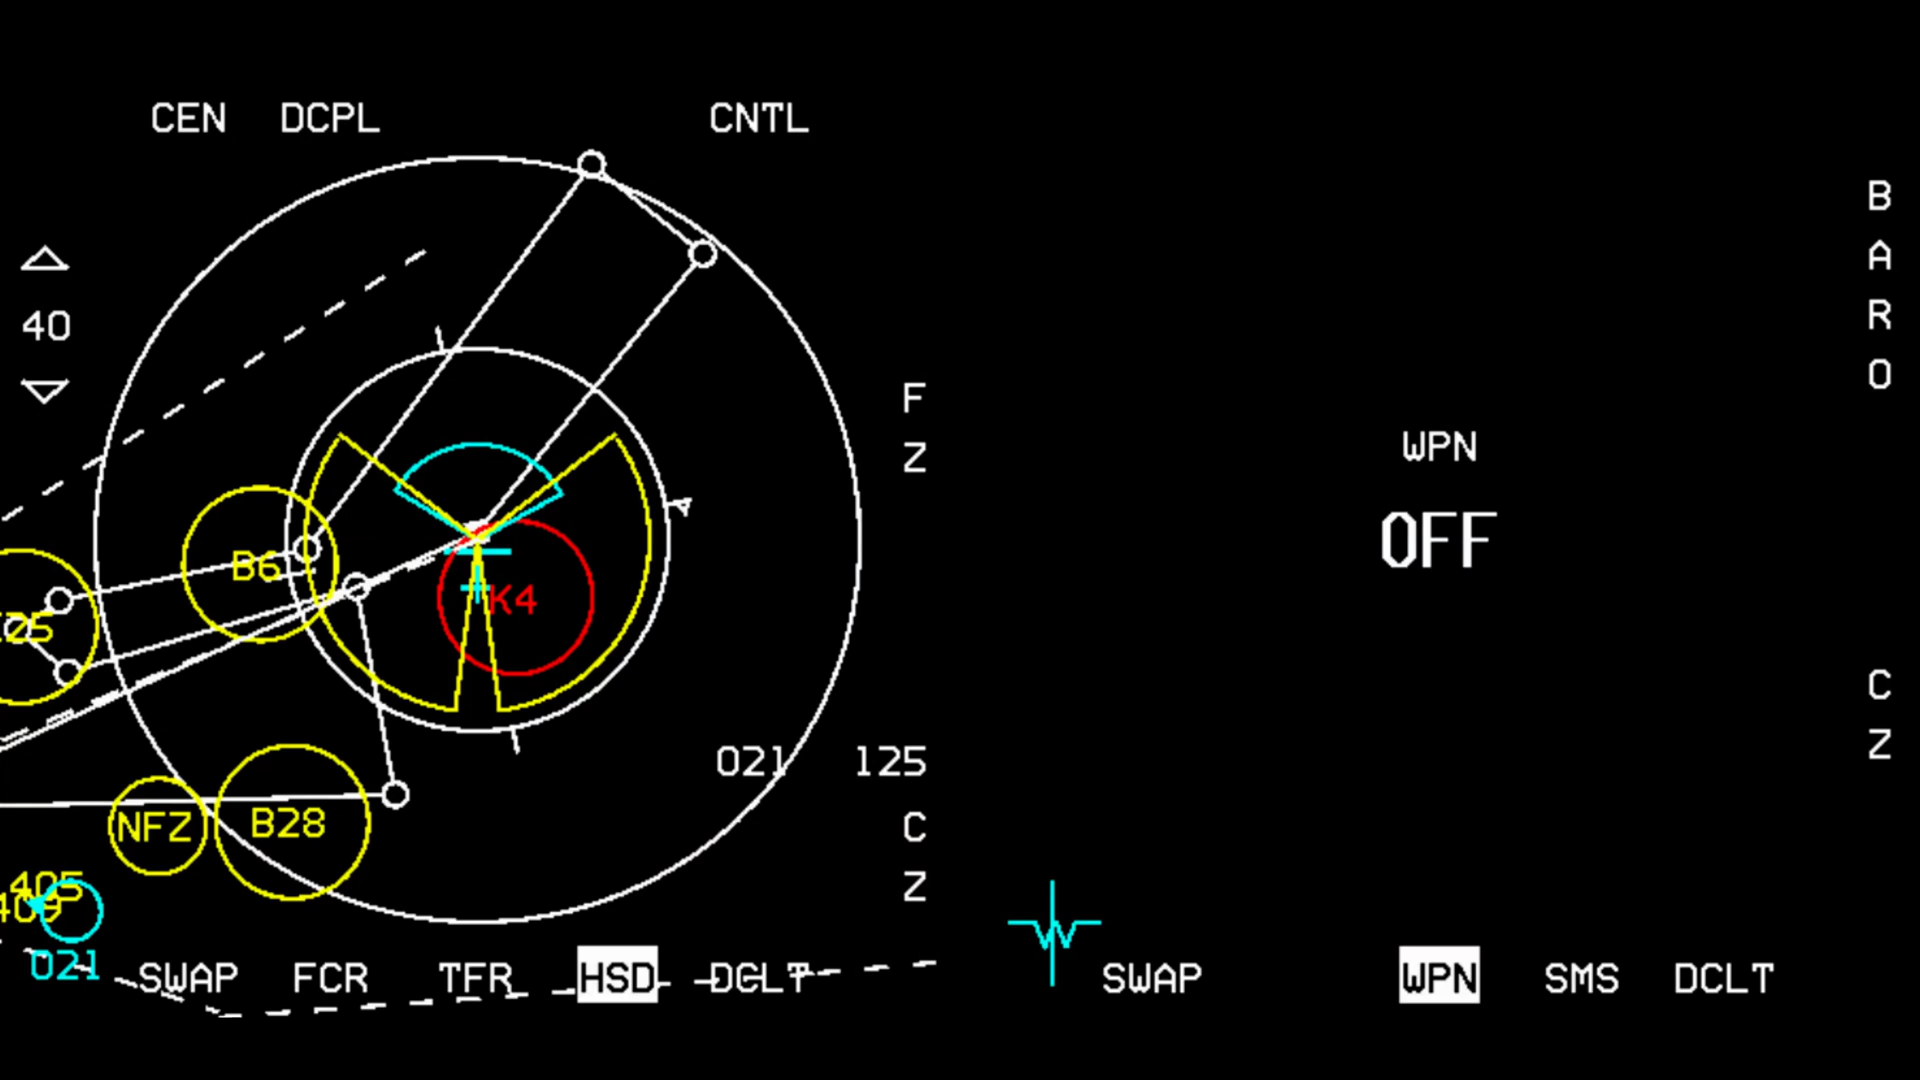 CEN DCPL CNTL
B
A
R
O
40
F
Z
WPN
OFF
B6
K4
C
Z
021 125
NFZ B28
C
Z
405
409
021
SWAP FCR TFR HSD DCLT
SWAP WPN SMS DCLT